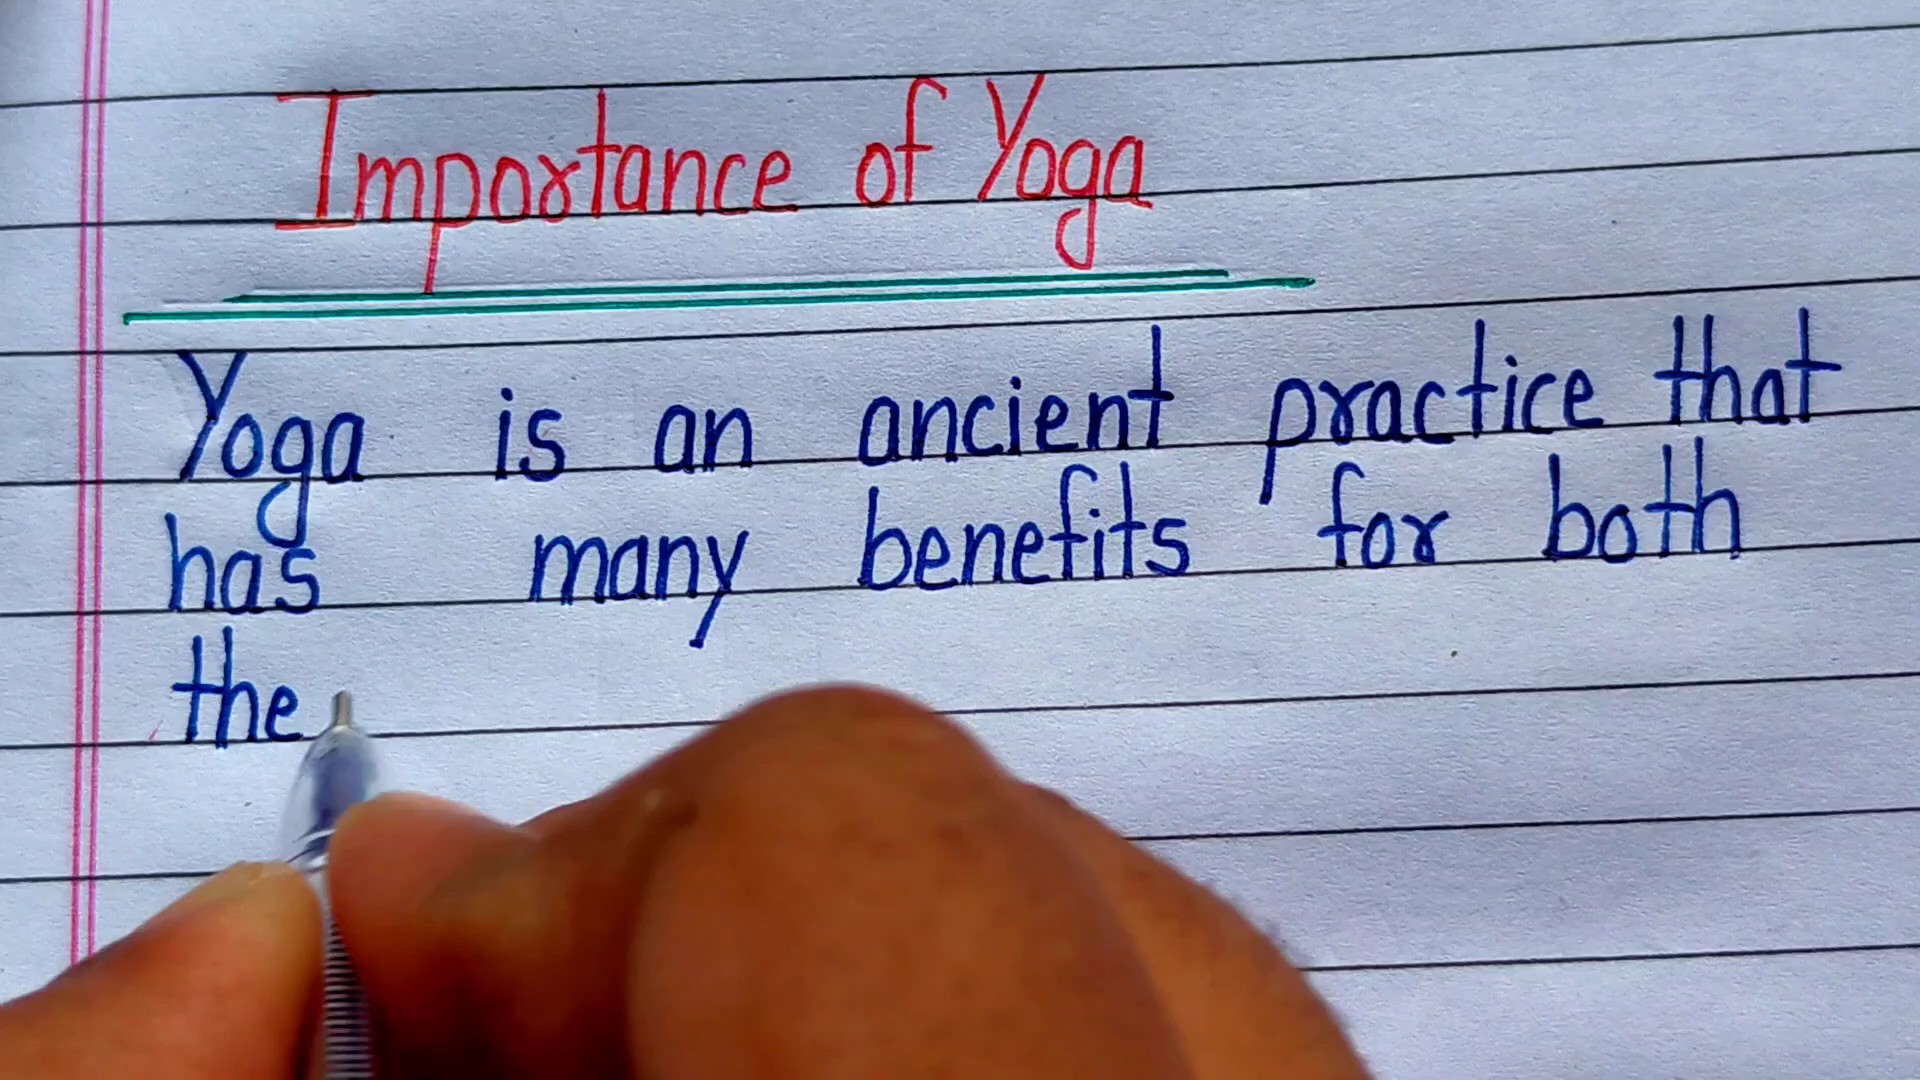 Importance of Yoga
Yoga is an ancient practice that
has many benefits for both
the